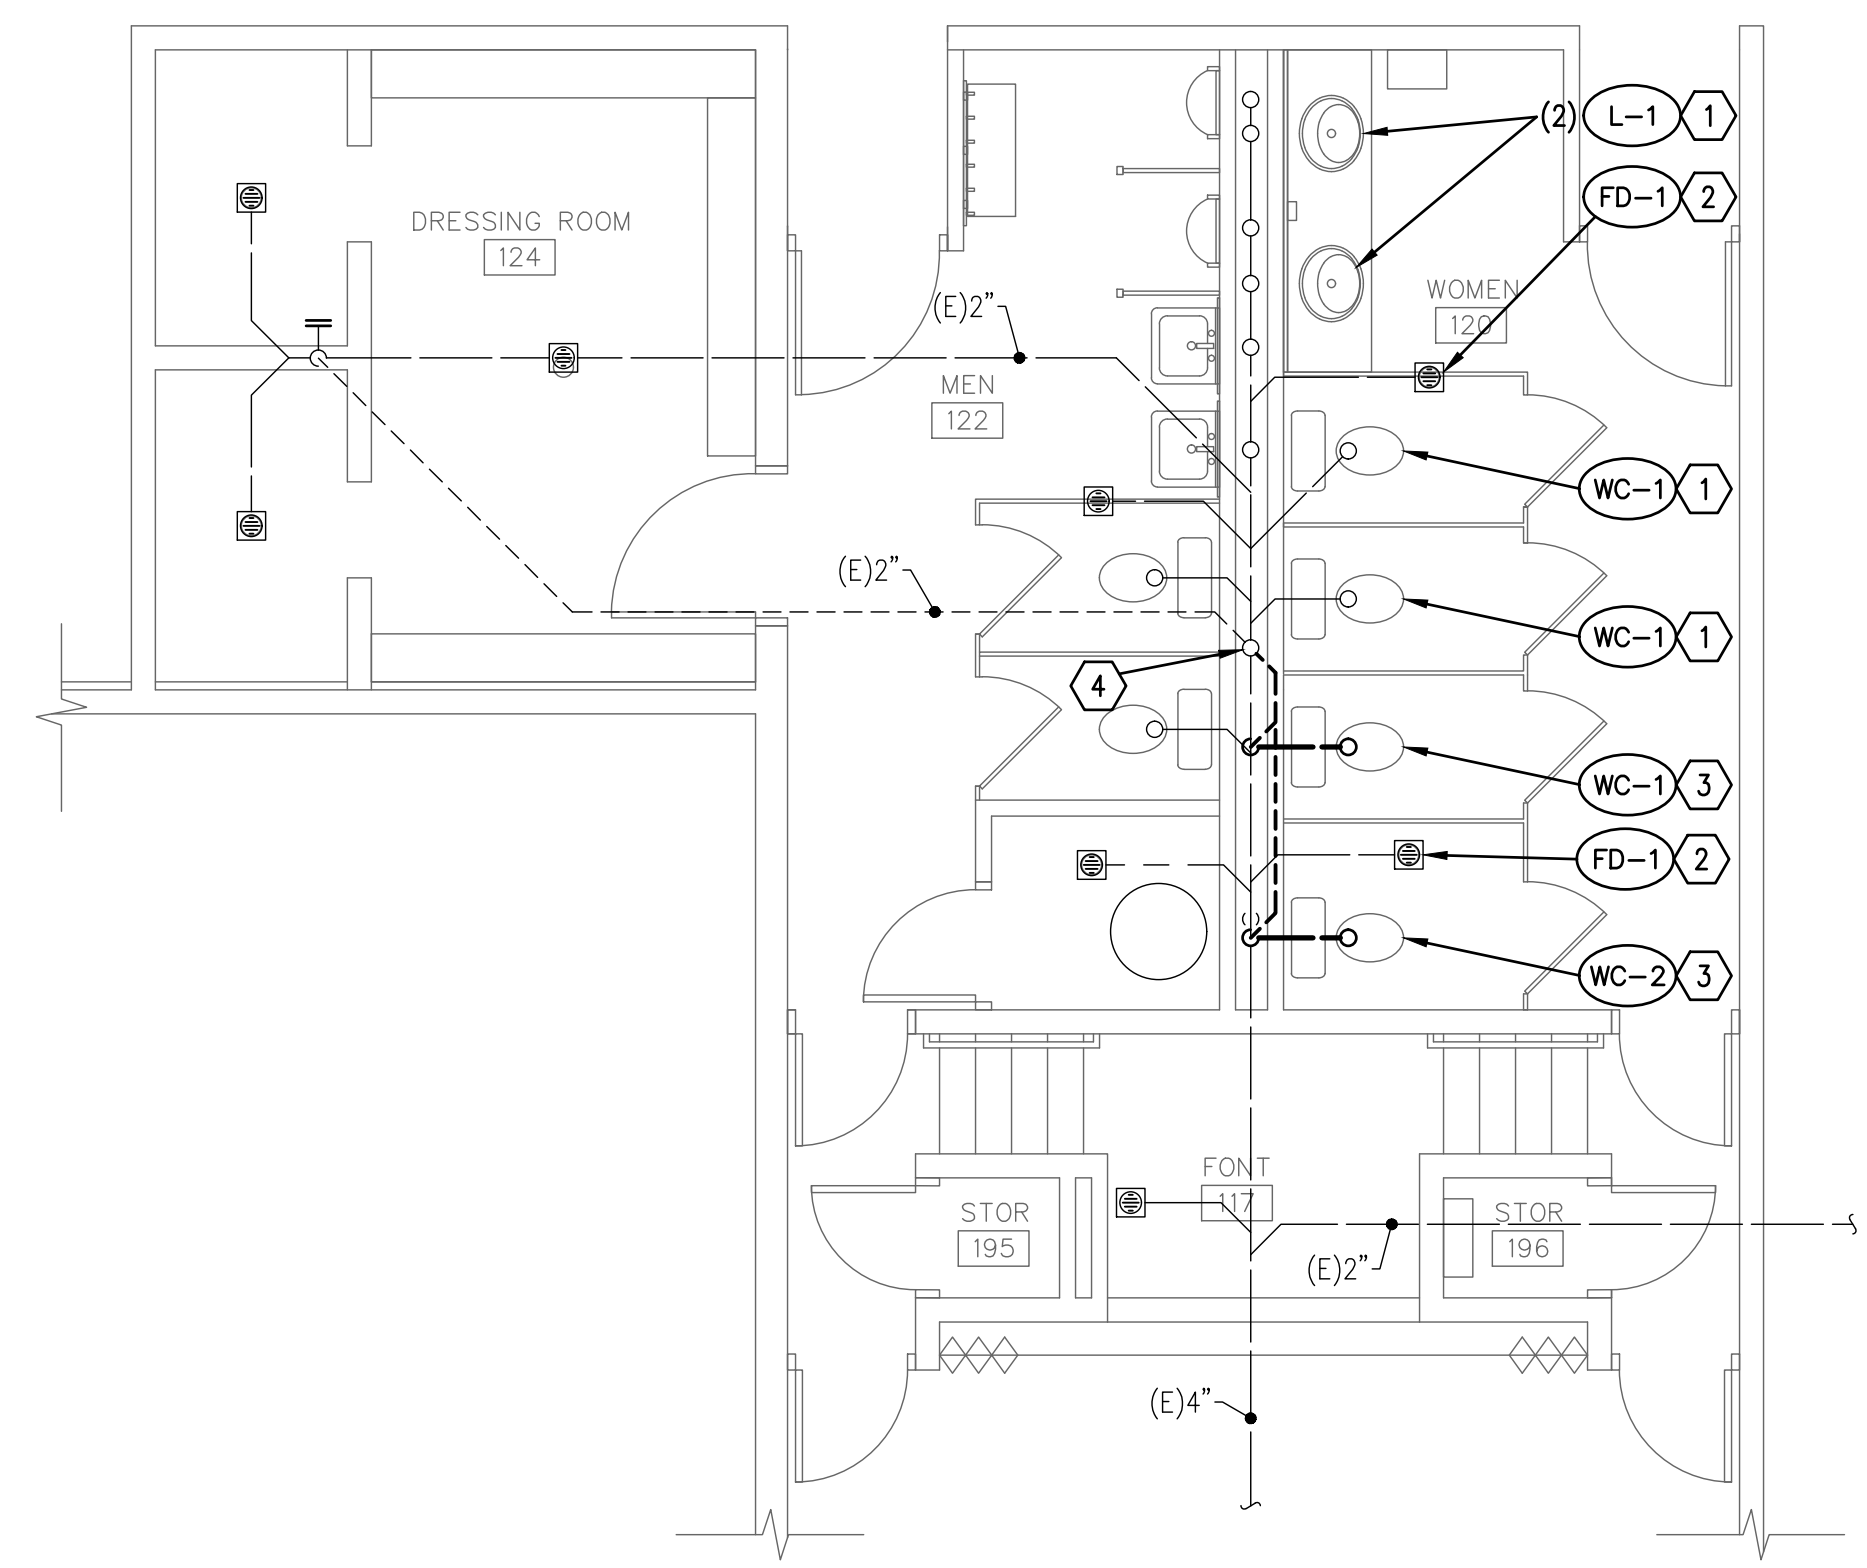 (2) L-1 1
FD-1 2
DRESSING ROOM
124
WOMEN
120
(E)2"
MEN
122
WC-1 1
(E)2"
WC-1 1
4
WC-1 3
FD-1 2
WC-2 3
FONT
117
STOR
195
STOR
196
(E)2"
(E)4"